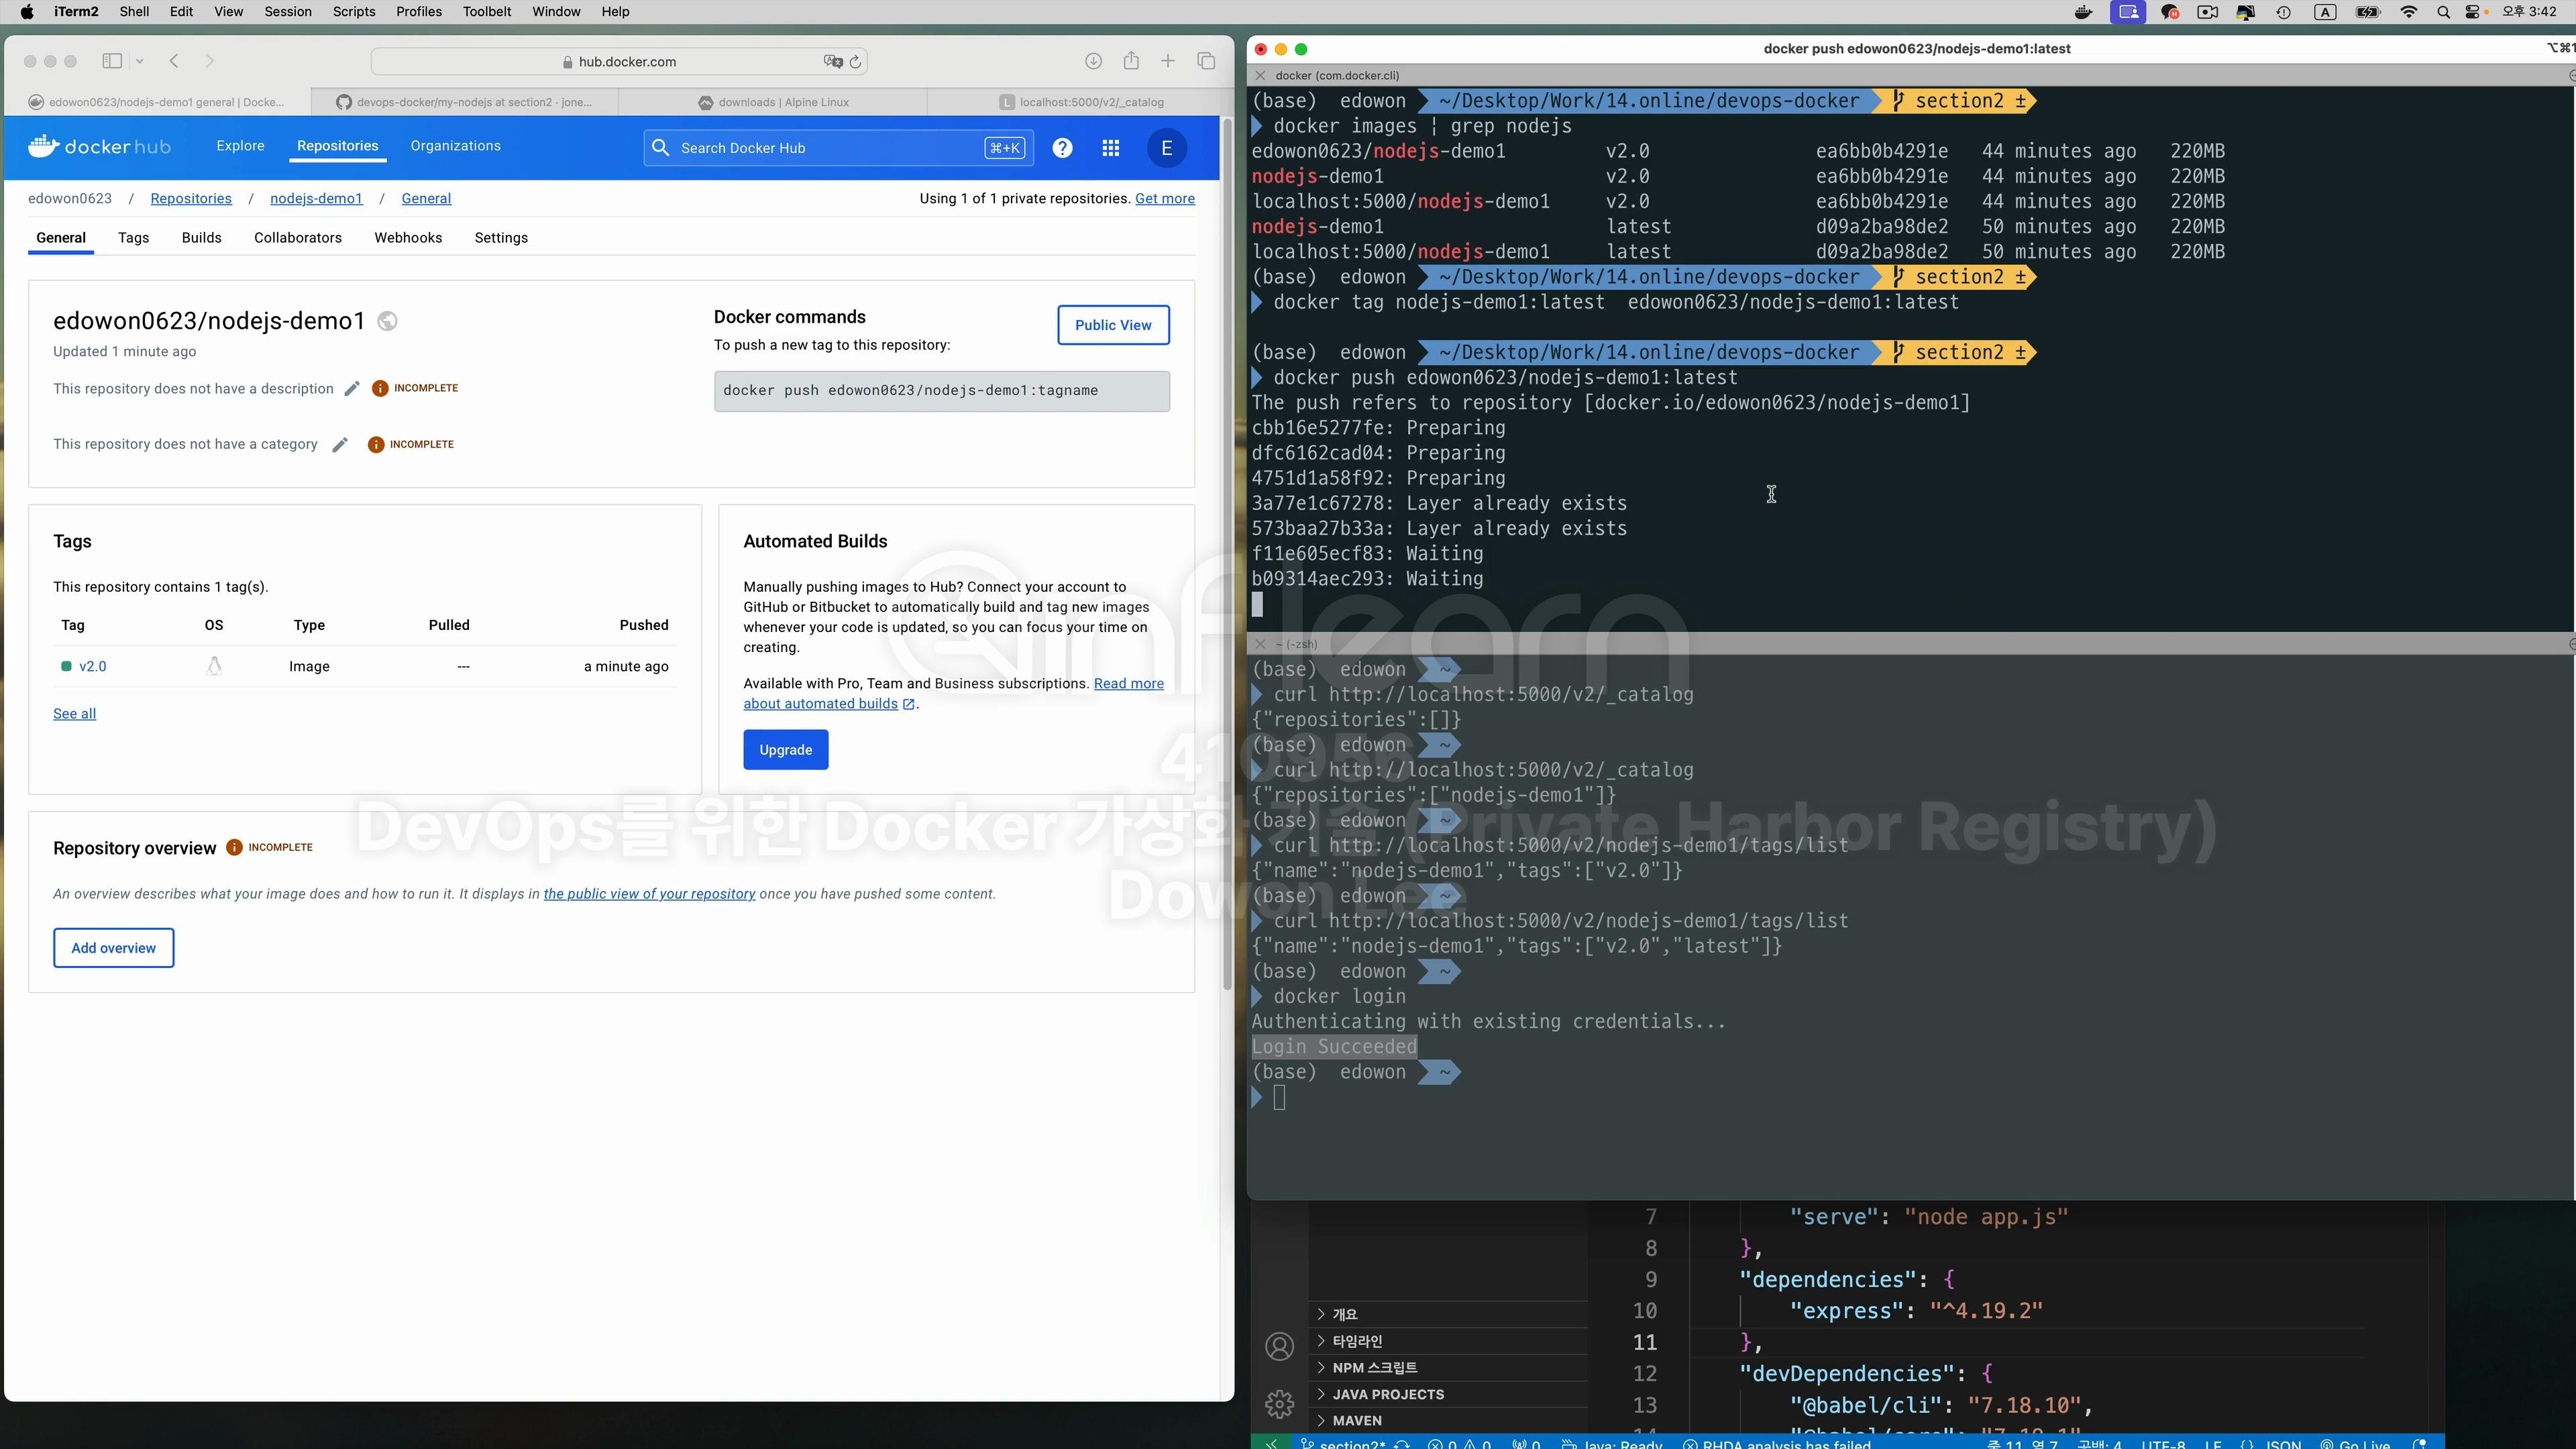 iTerm2 Shell Edit View Session Scripts Profiles Toolbelt Window Help
오후 3:42
hub.docker.com
edowon0623/nodejs-demo1 general | Docke...
devops-docker/my-nodejs at section2 · jone...
downloads | Alpine Linux
localhost:5000/v2/_catalog
docker hub Explore Repositories Organizations
Search Docker Hub ⌘+K ? E
edowon0623 / Repositories / nodejs-demo1 / General
Using 1 of 1 private repositories. Get more
General Tags Builds Collaborators Webhooks Settings
edowon0623/nodejs-demo1
Updated 1 minute ago
This repository does not have a description INCOMPLETE
This repository does not have a category INCOMPLETE
Docker commands
Public View
To push a new tag to this repository:
docker push edowon0623/nodejs-demo1:tagname
Tags
This repository contains 1 tag(s).
Tag OS Type Pulled Pushed
v2.0 Image --- a minute ago
See all
Automated Builds
Manually pushing images to Hub? Connect your account to
GitHub or Bitbucket to automatically build and tag new images
whenever your code is updated, so you can focus your time on
creating.
Available with Pro, Team and Business subscriptions. Read more
about automated builds.
Upgrade
Repository overview INCOMPLETE
An overview describes what your image does and how to run it. It displays in the public view of your repository once you have pushed some content.
Add overview
docker push edowon0623/nodejs-demo1:latest
docker (com.docker.cli)
(base) edowon ~/Desktop/Work/14.online/devops-docker section2 ±
docker images | grep nodejs
edowon0623/nodejs-demo1 v2.0 ea6bb0b4291e 44 minutes ago 220MB
nodejs-demo1 v2.0 ea6bb0b4291e 44 minutes ago 220MB
localhost:5000/nodejs-demo1 v2.0 ea6bb0b4291e 44 minutes ago 220MB
nodejs-demo1 latest d09a2ba98de2 50 minutes ago 220MB
localhost:5000/nodejs-demo1 latest d09a2ba98de2 50 minutes ago 220MB
(base) edowon ~/Desktop/Work/14.online/devops-docker section2 ±
docker tag nodejs-demo1:latest edowon0623/nodejs-demo1:latest
(base) edowon ~/Desktop/Work/14.online/devops-docker section2 ±
docker push edowon0623/nodejs-demo1:latest
The push refers to repository [docker.io/edowon0623/nodejs-demo1]
cbb16e5277fe: Preparing
dfc6162cad04: Preparing
4751d1a58f92: Preparing
3a77e1c67278: Layer already exists
573baa27b33a: Layer already exists
f11e605ecf83: Waiting
b09314aec293: Waiting
~ (-zsh)
(base) edowon ~
curl http://localhost:5000/v2/_catalog
{"repositories":[]}
(base) edowon ~
curl http://localhost:5000/v2/_catalog
{"repositories":["nodejs-demo1"]}
(base) edowon ~
curl http://localhost:5000/v2/nodejs-demo1/tags/list
{"name":"nodejs-demo1","tags":["v2.0"]}
(base) edowon ~
curl http://localhost:5000/v2/nodejs-demo1/tags/list
{"name":"nodejs-demo1","tags":["v2.0","latest"]}
(base) edowon ~
docker login
Authenticating with existing credentials...
Login Succeeded
(base) edowon ~
inflearn
410956
DevOps를 위한 Docker 가상화 기술 (Private Harbor Registry)
Dowon Lee
개요
타임라인
NPM 스크립트
JAVA PROJECTS
MAVEN
7 "serve": "node app.js"
8 },
9 "dependencies": {
10 "express": "^4.19.2"
11 },
12 "devDependencies": {
13 "@babel/cli": "7.18.10",
section2* 0 0 0 Java: Ready RHDA analysis has failed 줄 11, 열 7 공백: 4 UTF-8 LF {} JSON Go Live